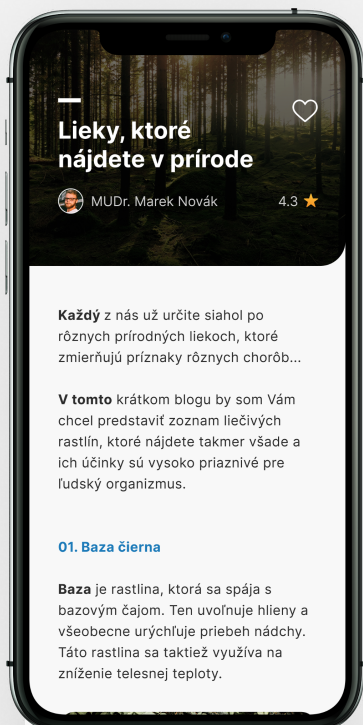 Lieky, ktoré
nájdete v prírode
MUDr. Marek Novák
4.3
Každý z nás už určite siahol po
rôznych prírodných liekoch, ktoré
zmierňujú príznaky rôznych chorôb...
V tomto krátkom blogu by som Vám
chcel predstaviť zoznam liečivých
rastlín, ktoré nájdete takmer všade a
ich účinky sú vysoko priaznivé pre
ľudský organizmus.
01. Baza čierna
Baza je rastlina, ktorá sa spája s
bazovým čajom. Ten uvoľnuje hlieny a
všeobecne urýchľuje priebeh nádchy.
Táto rastlina sa taktiež využíva na
zníženie telesnej teploty.